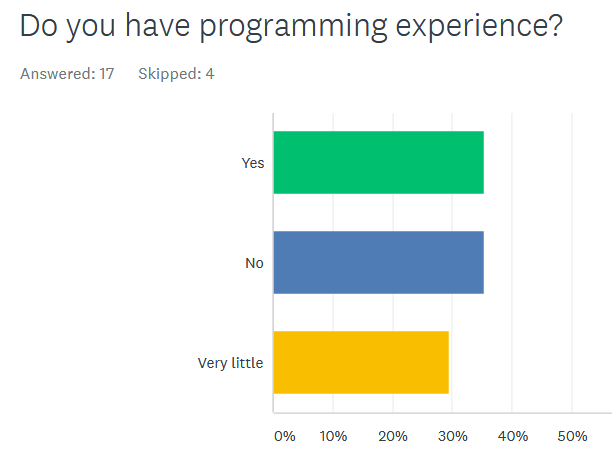 Do you have programming experience?
Answered: 17 Skipped: 4
Yes
No
Very little
0% 10% 20% 30% 40% 50%